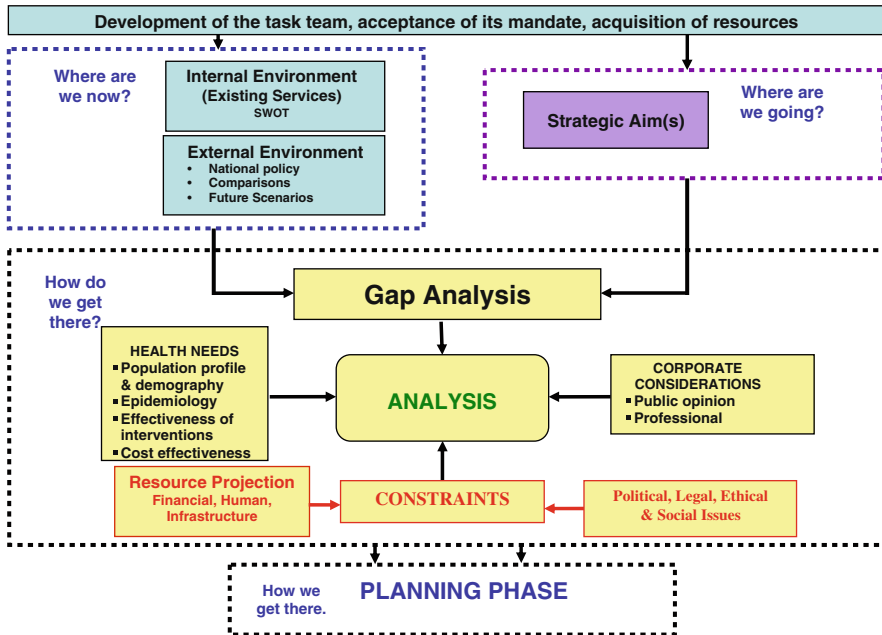 Development of the task team, acceptance of its mandate, acquisition of resources
Where are
we now?
Internal Environment
(Existing Services)
SWOT
External Environment
• National policy
• Comparisons
• Future Scenarios
Strategic Aim(s)
Where are
we going?
How do
we get
there?
Gap Analysis
HEALTH NEEDS
▪ Population profile
& demography
▪ Epidemiology
▪ Effectiveness of
interventions
▪ Cost effectiveness
ANALYSIS
CORPORATE
CONSIDERATIONS
▪ Public opinion
▪ Professional
Resource Projection
Financial, Human,
Infrastructure
CONSTRAINTS
Political, Legal, Ethical
& Social Issues
How we
get there.
PLANNING PHASE